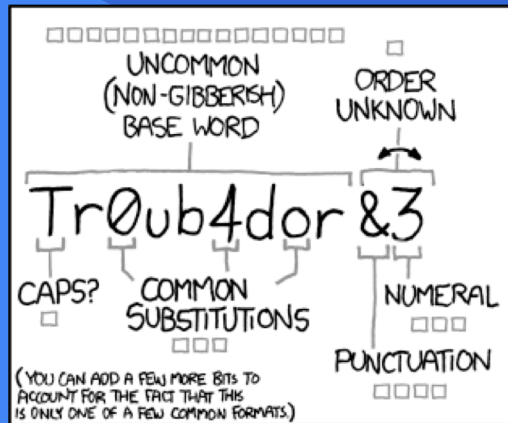 UNCOMMON
(NON-GIBBERISH)
BASE WORD
ORDER
UNKNOWN
Tr0ub4dor &3
CAPS?
COMMON
SUBSTITUTIONS
NUMERAL
PUNCTUATION
(YOU CAN ADD A FEW MORE BITS TO
ACCOUNT FOR THE FACT THAT THIS
IS ONLY ONE OF A FEW COMMON FORMATS.)